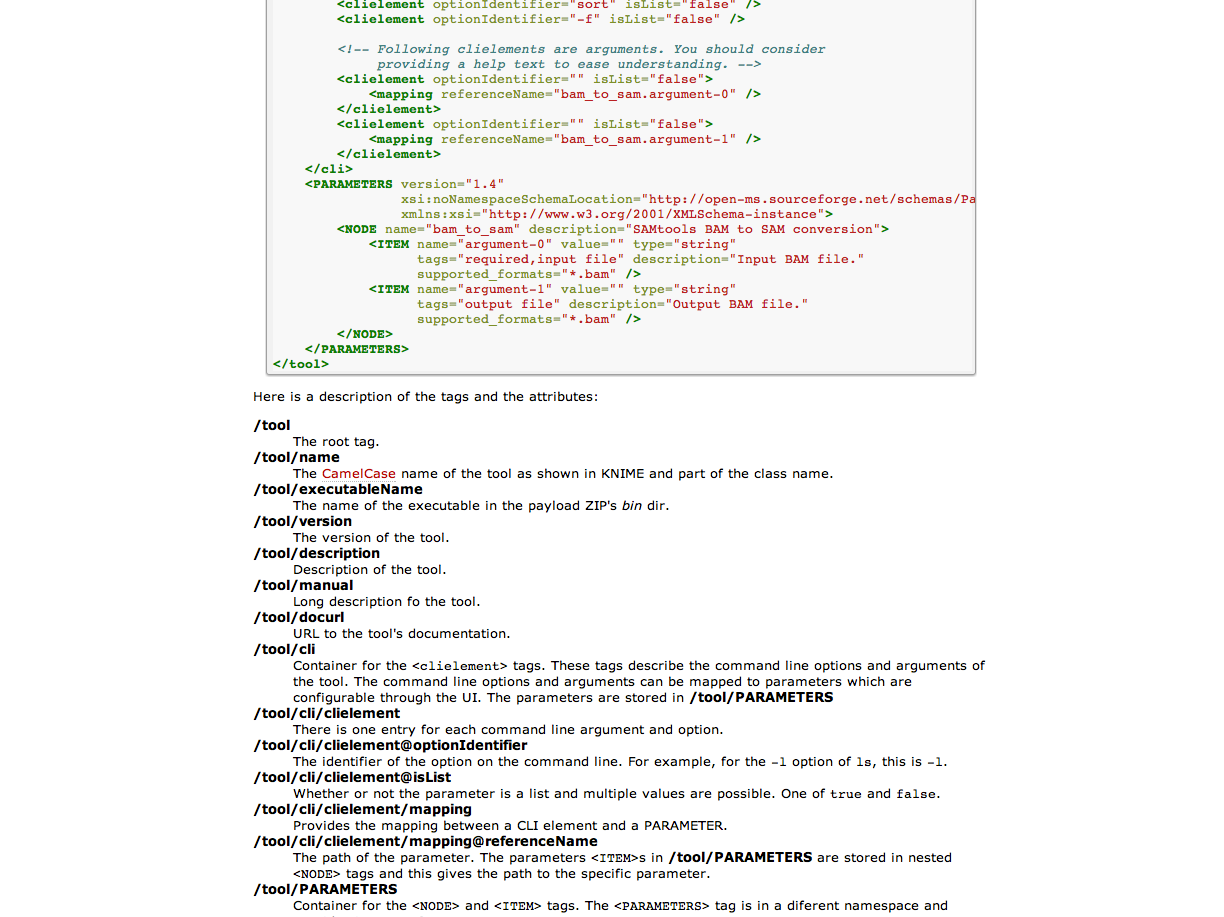 <clielement optionIdentifier="sort" isList="false" />
<clielement optionIdentifier="-f" isList="false" />
<!-- Following clielements are arguments. You should consider
providing a help text to ease understanding. -->
<clielement optionIdentifier="" isList="false">
<mapping referenceName="bam_to_sam.argument-0" />
</clielement>
<clielement optionIdentifier="" isList="false">
<mapping referenceName="bam_to_sam.argument-1" />
</clielement>
</cli>
<PARAMETERS version="1.4"
xsi:noNamespaceSchemaLocation="http://open-ms.sourceforge.net/schemas/Pa
xmlns:xsi="http://www.w3.org/2001/XMLSchema-instance">
<NODE name="bam_to_sam" description="SAMtools BAM to SAM conversion">
<ITEM name="argument-0" value="" type="string"
tags="required,input file" description="Input BAM file."
supported_formats="*.bam" />
<ITEM name="argument-1" value="" type="string"
tags="output file" description="Output BAM file."
supported_formats="*.bam" />
</NODE>
</PARAMETERS>
</tool>
Here is a description of the tags and the attributes:
/tool
The root tag.
/tool/name
The CamelCase name of the tool as shown in KNIME and part of the class name.
/tool/executableName
The name of the executable in the payload ZIP's bin dir.
/tool/version
The version of the tool.
/tool/description
Description of the tool.
/tool/manual
Long description fo the tool.
/tool/docurl
URL to the tool's documentation.
/tool/cli
Container for the <clielement> tags. These tags describe the command line options and arguments of
the tool. The command line options and arguments can be mapped to parameters which are
configurable through the UI. The parameters are stored in /tool/PARAMETERS
/tool/cli/clielement
There is one entry for each command line argument and option.
/tool/cli/clielement@optionIdentifier
The identifier of the option on the command line. For example, for the -l option of ls, this is -l.
/tool/cli/clielement@isList
Whether or not the parameter is a list and multiple values are possible. One of true and false.
/tool/cli/clielement/mapping
Provides the mapping between a CLI element and a PARAMETER.
/tool/cli/clielement/mapping@referenceName
The path of the parameter. The parameters <ITEM>s in /tool/PARAMETERS are stored in nested
<NODE> tags and this gives the path to the specific parameter.
/tool/PARAMETERS
Container for the <NODE> and <ITEM> tags. The <PARAMETERS> tag is in a diferent namespace and